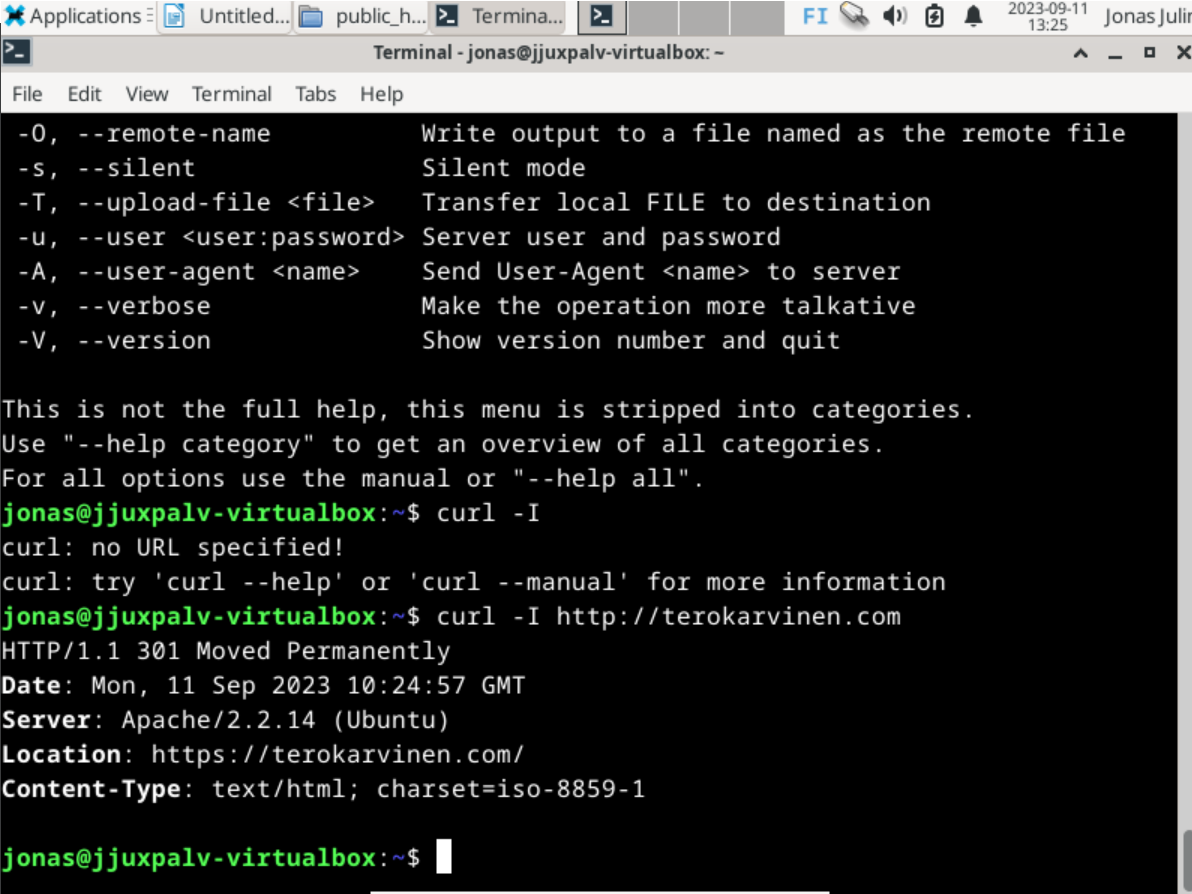 Applications
Untitled...
public_h...
Termina...
FI
2023-09-11
13:25
Jonas Julir
Terminal - jonas@jjuxpalv-virtualbox: ~
File Edit View Terminal Tabs Help
-O, --remote-name Write output to a file named as the remote file
-s, --silent Silent mode
-T, --upload-file <file> Transfer local FILE to destination
-u, --user <user:password> Server user and password
-A, --user-agent <name> Send User-Agent <name> to server
-v, --verbose Make the operation more talkative
-V, --version Show version number and quit
This is not the full help, this menu is stripped into categories.
Use "--help category" to get an overview of all categories.
For all options use the manual or "--help all".
jonas@jjuxpalv-virtualbox:~$ curl -I
curl: no URL specified!
curl: try 'curl --help' or 'curl --manual' for more information
jonas@jjuxpalv-virtualbox:~$ curl -I http://terokarvinen.com
HTTP/1.1 301 Moved Permanently
Date: Mon, 11 Sep 2023 10:24:57 GMT
Server: Apache/2.2.14 (Ubuntu)
Location: https://terokarvinen.com/
Content-Type: text/html; charset=iso-8859-1
jonas@jjuxpalv-virtualbox:~$